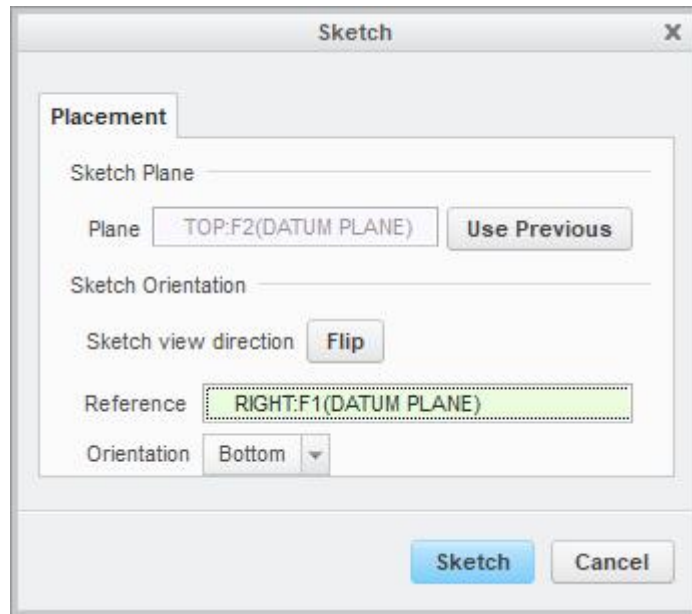 Sketch
Placement
Sketch Plane
Plane TOP:F2(DATUM PLANE) Use Previous
Sketch Orientation
Sketch view direction Flip
Reference RIGHT:F1(DATUM PLANE)
Orientation Bottom
Sketch Cancel